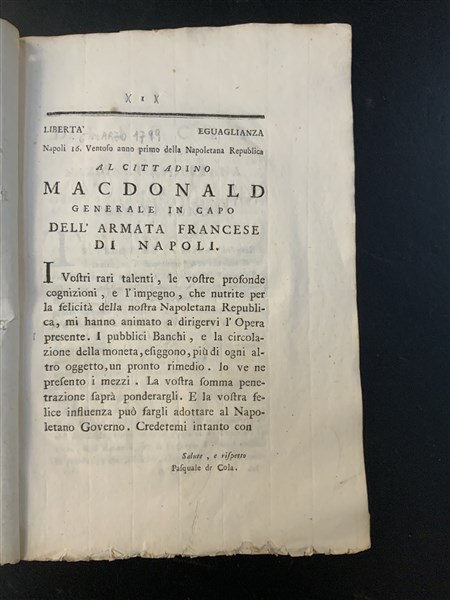 )( 1 )(
LIBERTA' EGUAGLIANZA
Marzo 1799
Napoli 16. Ventoso anno primo della Napoletana Republica
AL CITTADINO
MACDONALD
GENERALE IN CAPO
DELL' ARMATA FRANCESE
DI NAPOLI.
I Vostri rari talenti, le vostre profonde
cognizioni, e l'impegno, che nutrite per
la felicità della nostra Napoletana Republi-
ca, mi hanno animato a dirigervi l'Opera
presente. I pubblici Banchi, e la circola-
zione della moneta, esiggono, più di ogni al-
tro oggetto, un pronto rimedio. Io ve ne
presento i mezzi. La vostra somma pene-
trazione saprà ponderargli. E la vostra fe-
lice influenza può fargli adottare al Napo-
letano Governo. Credetemi intanto con
Salute, e rispetto
Pasquale de Cola.